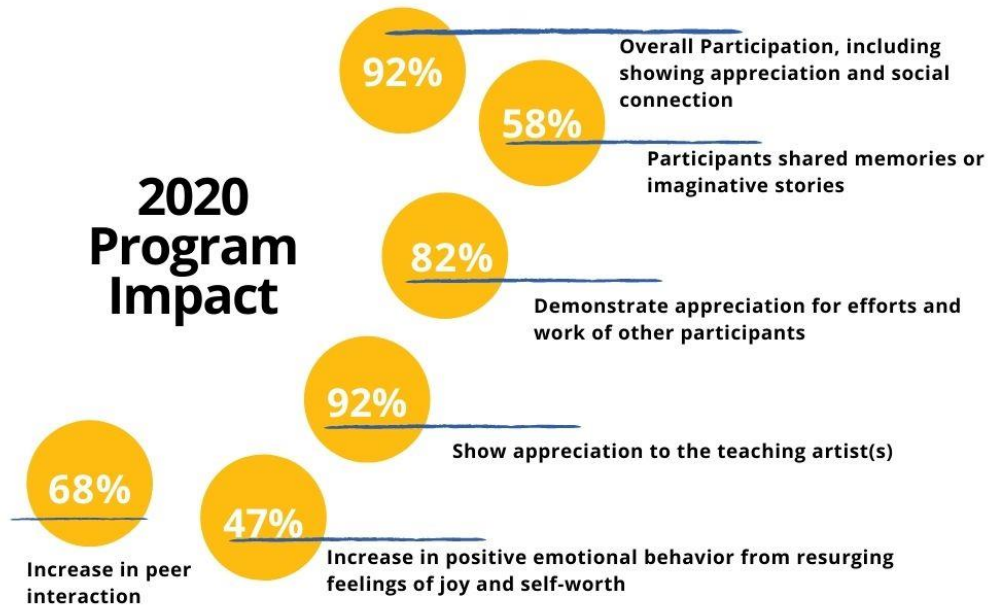 2020
Program
Impact
92%
Overall Participation, including
showing appreciation and social
connection
58%
Participants shared memories or
imaginative stories
82%
Demonstrate appreciation for efforts and
work of other participants
92%
Show appreciation to the teaching artist(s)
47%
Increase in positive emotional behavior from resurging
feelings of joy and self-worth
68%
Increase in peer
interaction